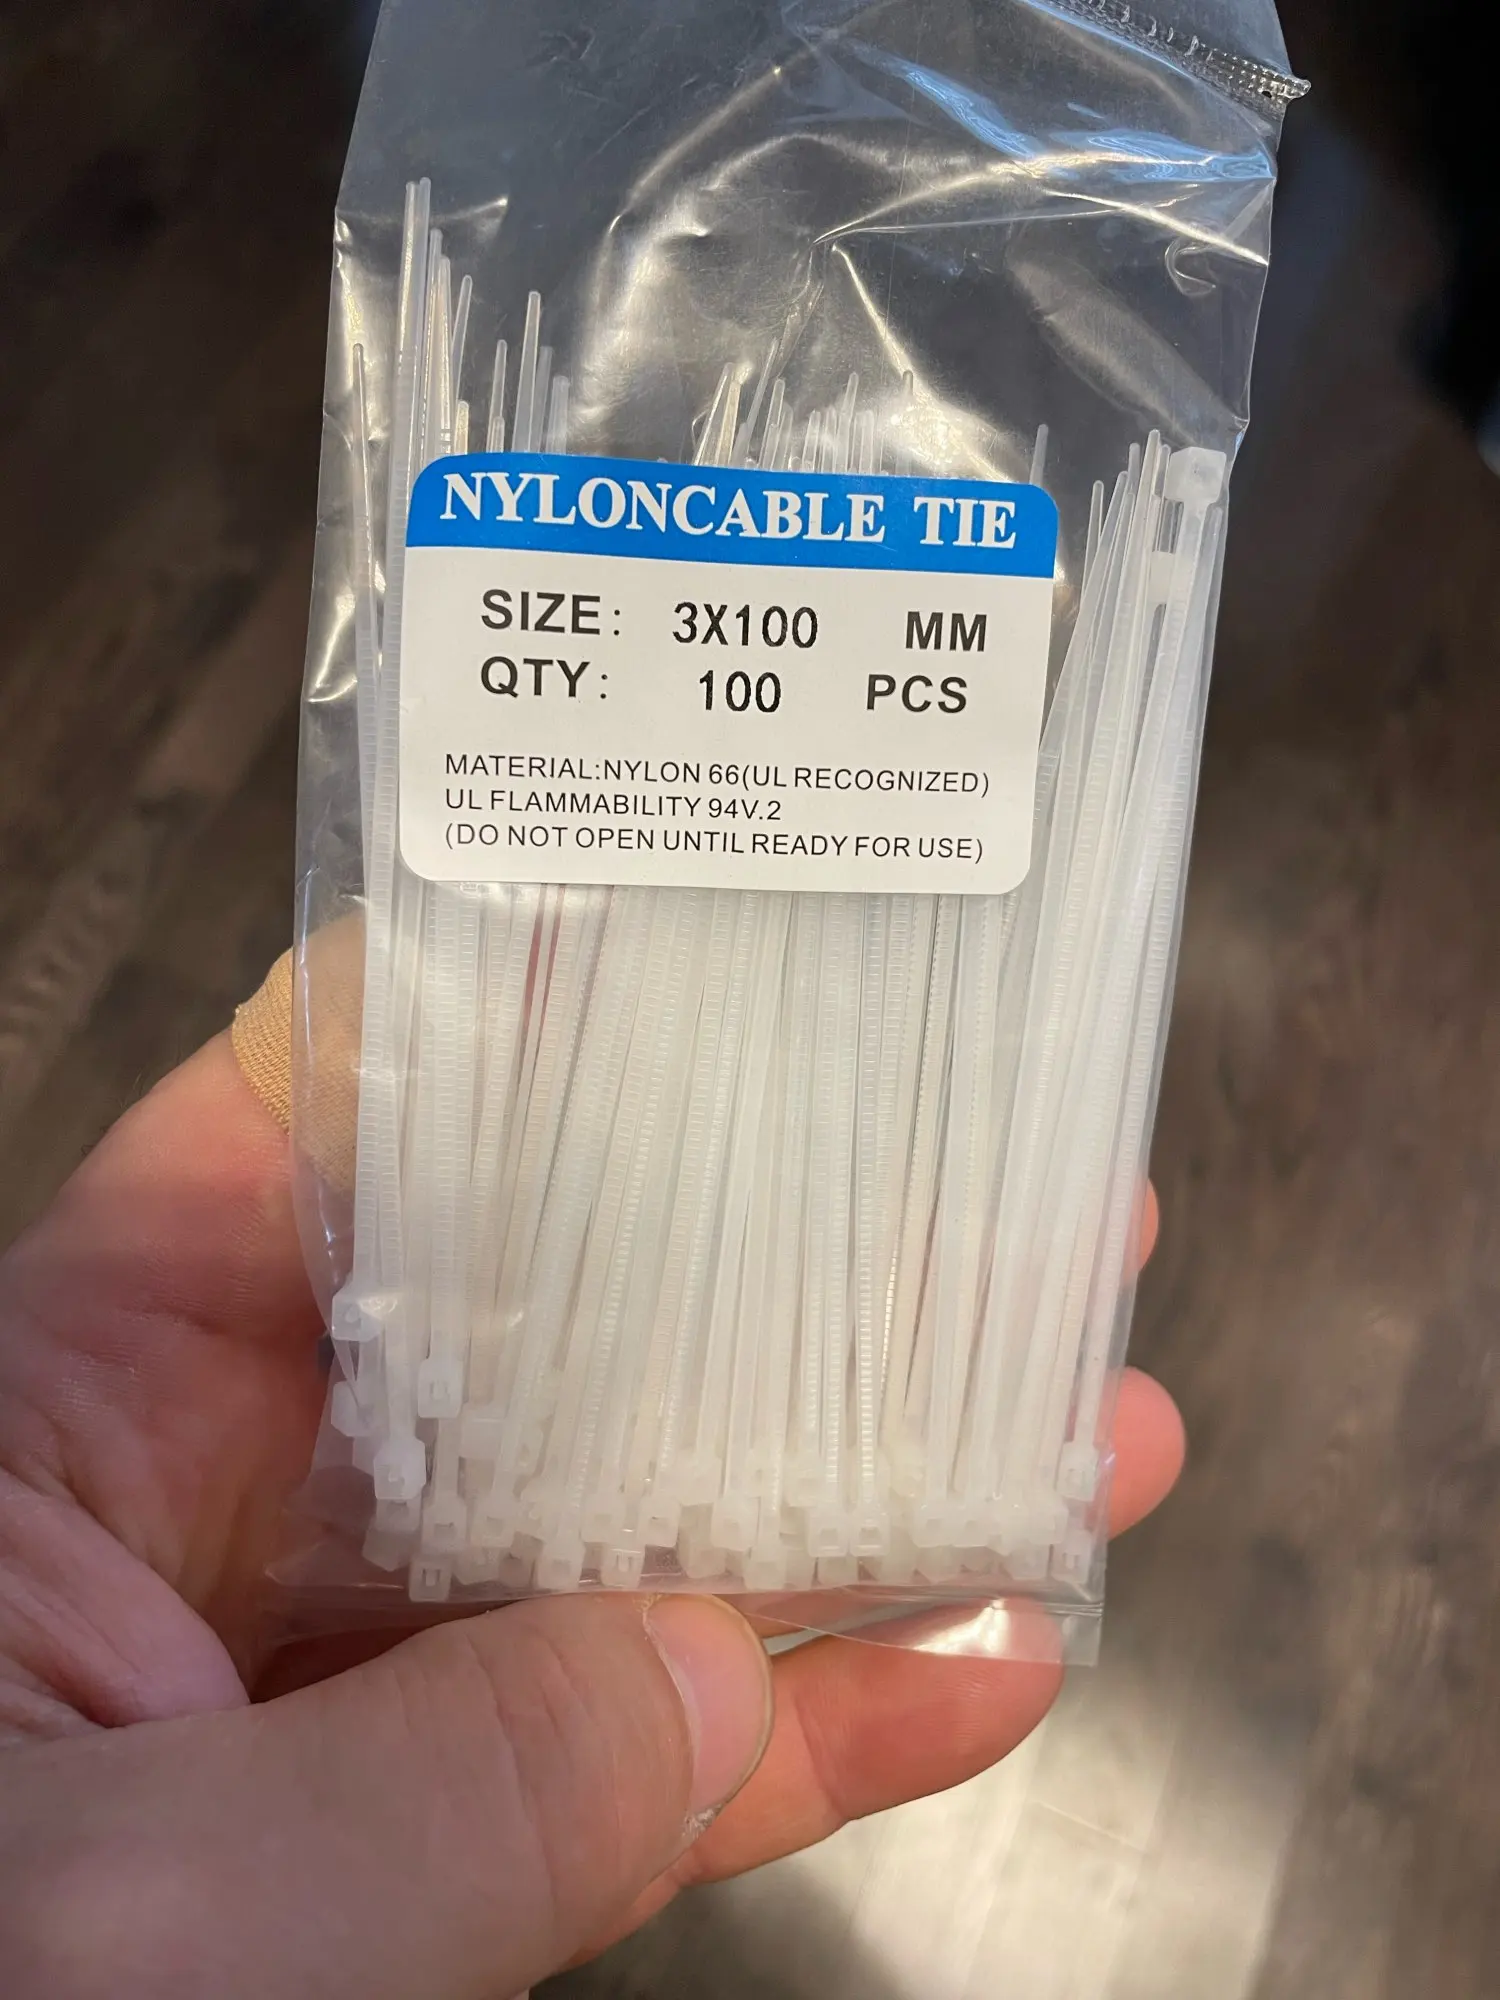 NYLONCABLE TIE
SIZE: 3X100 MM
QTY: 100 PCS
MATERIAL:NYLON 66(UL RECOGNIZED)
UL FLAMMABILITY 94V.2
(DO NOT OPEN UNTIL READY FOR USE)